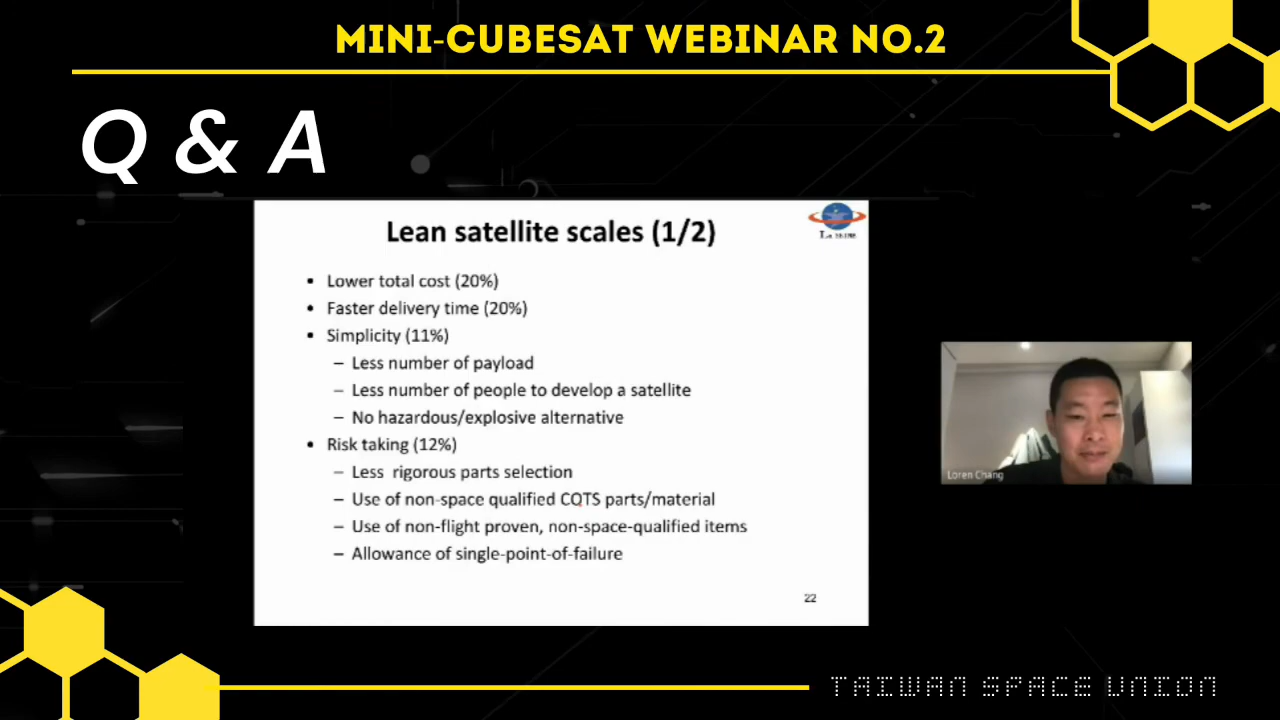 MINI-CUBESAT WEBINAR NO.2
Q & A
Lean satellite scales (1/2)
• Lower total cost (20%)
• Faster delivery time (20%)
• Simplicity (11%)
– Less number of payload
– Less number of people to develop a satellite
– No hazardous/explosive alternative
• Risk taking (12%)
– Less rigorous parts selection
– Use of non-space qualified COTS parts/material
– Use of non-flight proven, non-space-qualified items
– Allowance of single-point-of-failure
22
Loren Chang
TAIWAN SPACE UNION